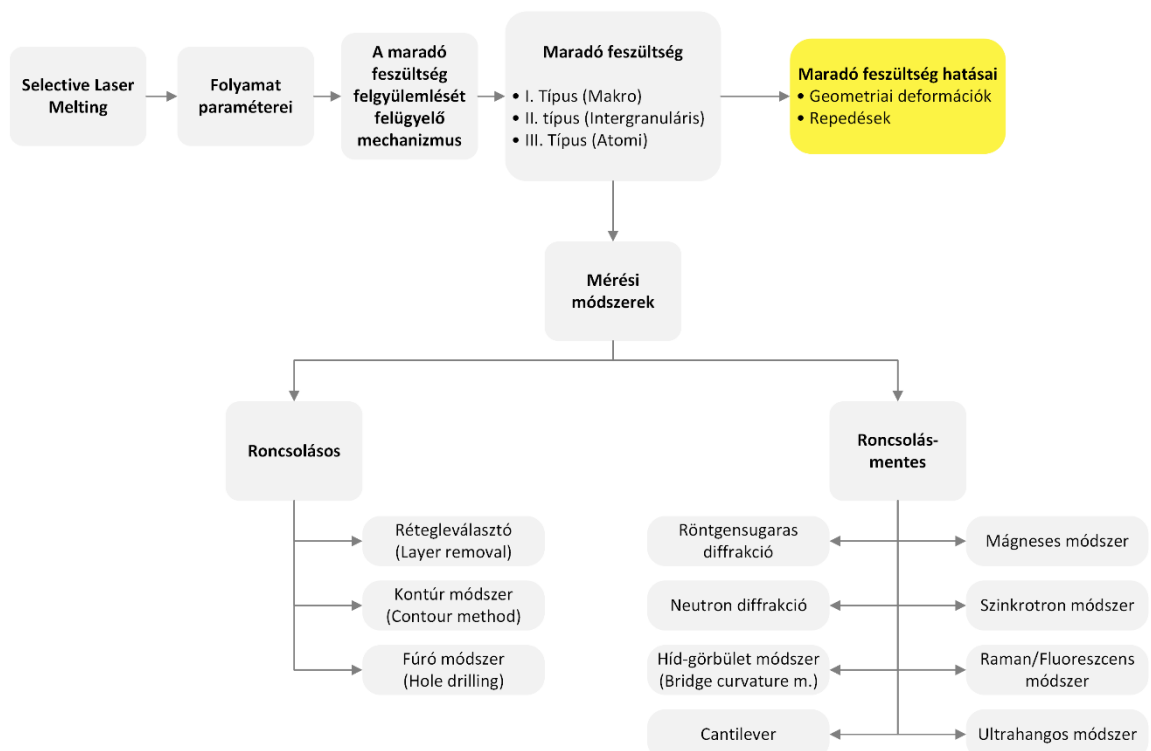 Selective Laser
Melting
Folyamat
paraméterei
A maradó
feszültség
felgyülemlését
felügyelő
mechanizmus
Maradó feszültség
• I. Típus (Makro)
• II. típus (Intergranuláris)
• III. Típus (Atomi)
Maradó feszültség hatásai
• Geometriai deformációk
• Repedések
Mérési
módszerek
Roncsolásos
Roncsolás-
mentes
Rétegleválasztó
(Layer removal)
Kontúr módszer
(Contour method)
Fúró módszer
(Hole drilling)
Röntgensugaras
diffrakció
Neutron diffrakció
Híd-görbület módszer
(Bridge curvature m.)
Cantilever
Mágneses módszer
Szinkrotron módszer
Raman/Fluoreszcens
módszer
Ultrahangos módszer